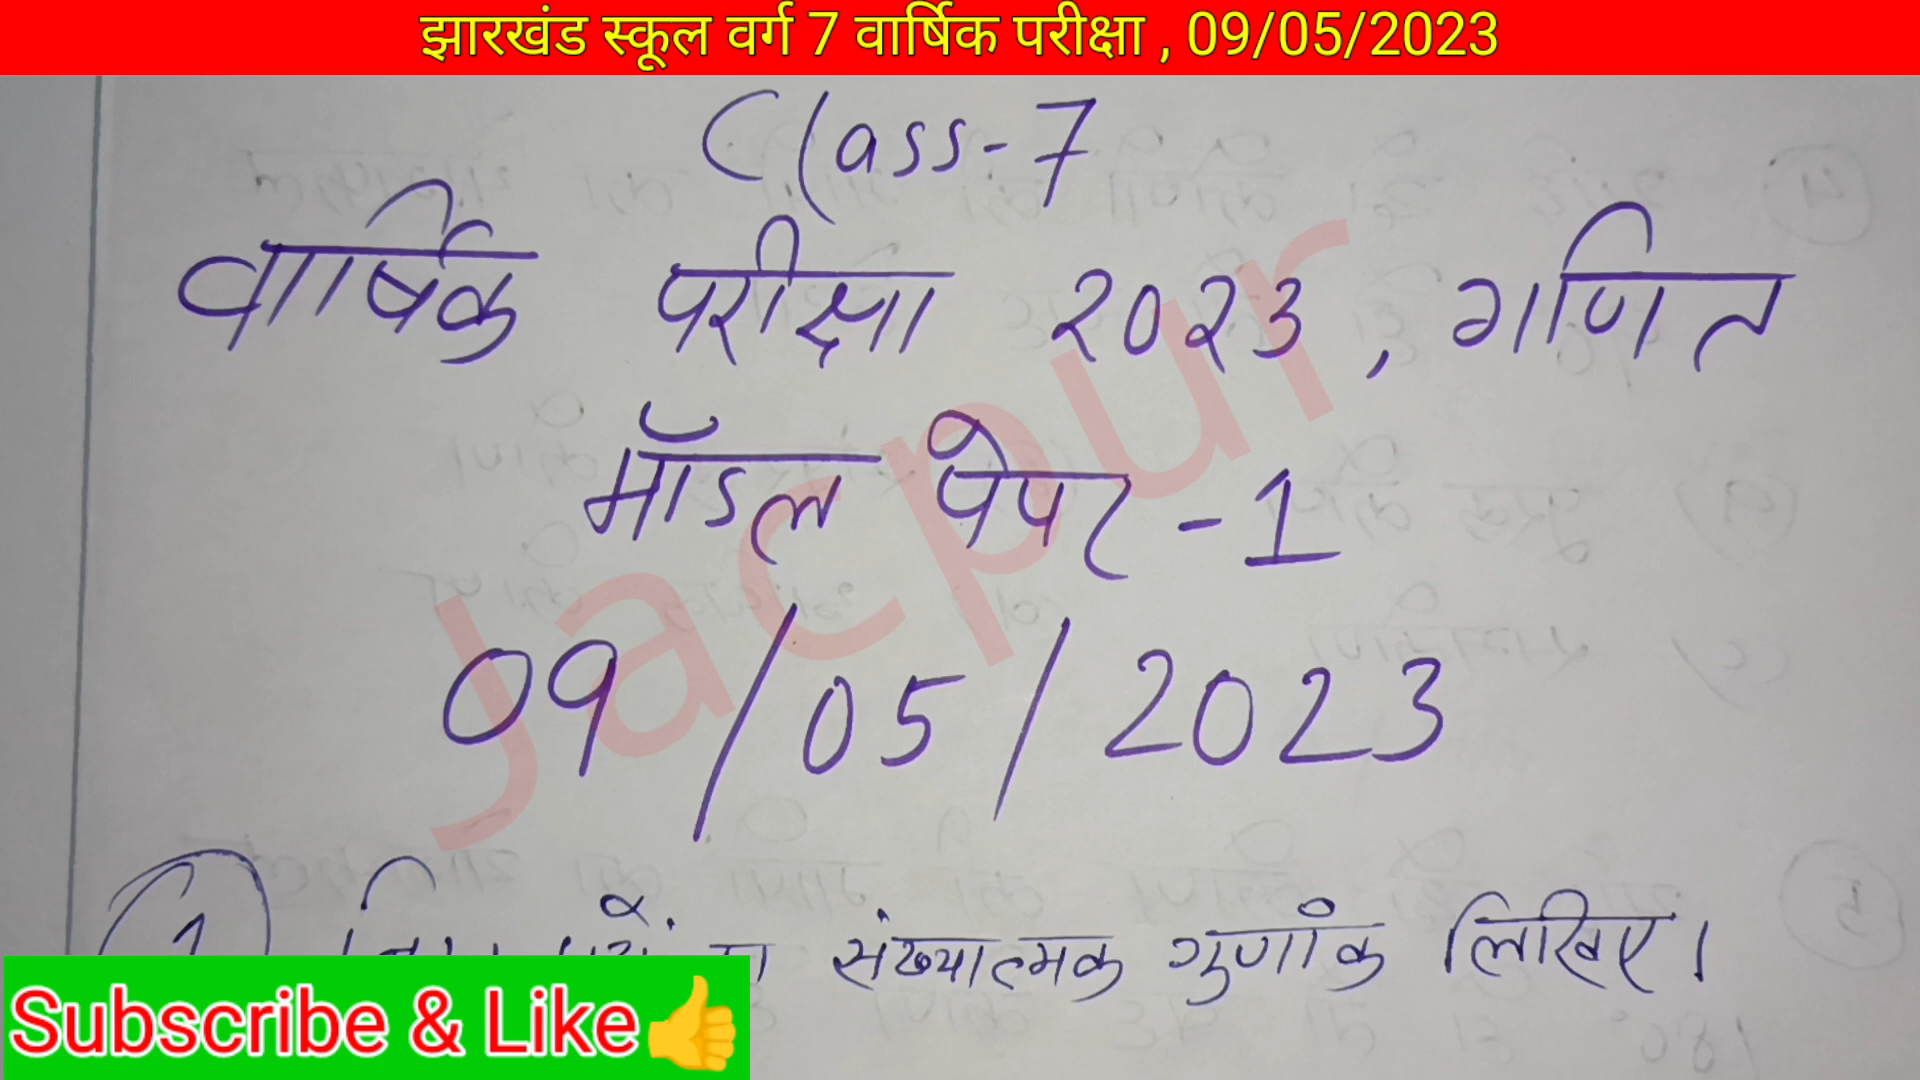 झारखंड स्कूल वर्ग 7 वार्षिक परीक्षा , 09/05/2023
Class-7
वार्षिक परीक्षा २०२३, गणित
मॉडल पेपर -1
09/05/2023
Jacpur
संख्यात्मक गुणांक लिखिए।
Subscribe & Like